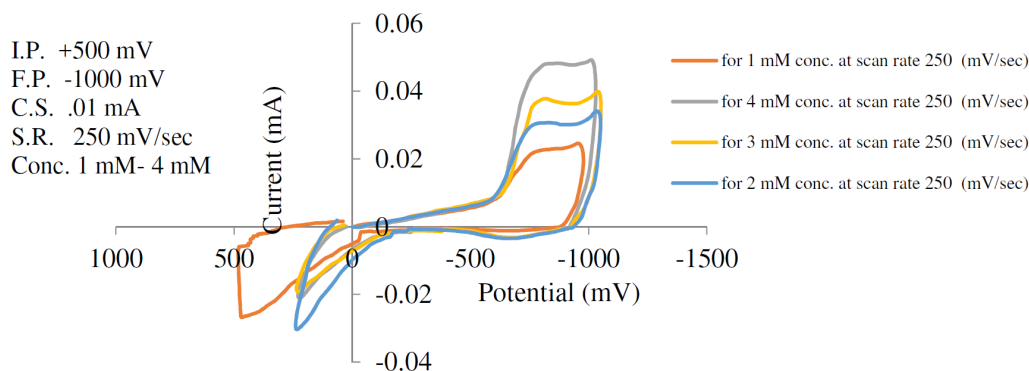 I.P. +500 mV
F.P. -1000 mV
C.S. .01 mA
S.R. 250 mV/sec
Conc. 1 mM- 4 mM
Current (mA)
0.06
0.04
0.02
0
-0.02
-0.04
1000
500
0
-500
-1000
-1500
Potential (mV)
for 1 mM conc. at scan rate 250 (mV/sec)
for 4 mM conc. at scan rate 250 (mV/sec)
for 3 mM conc. at scan rate 250 (mV/sec)
for 2 mM conc. at scan rate 250 (mV/sec)